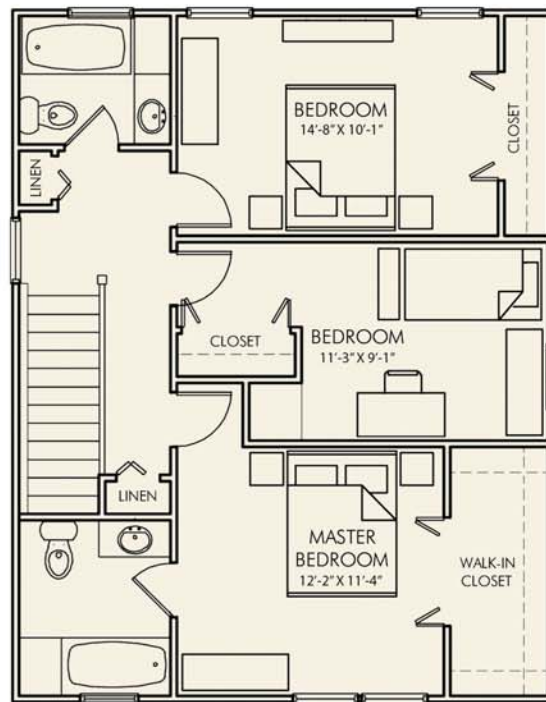 BEDROOM
14'-8" X 10'-1"
CLOSET
LINEN
CLOSET
BEDROOM
11'-3" X 9'-1"
LINEN
MASTER
BEDROOM
12'-2" X 11'-4"
WALK-IN
CLOSET